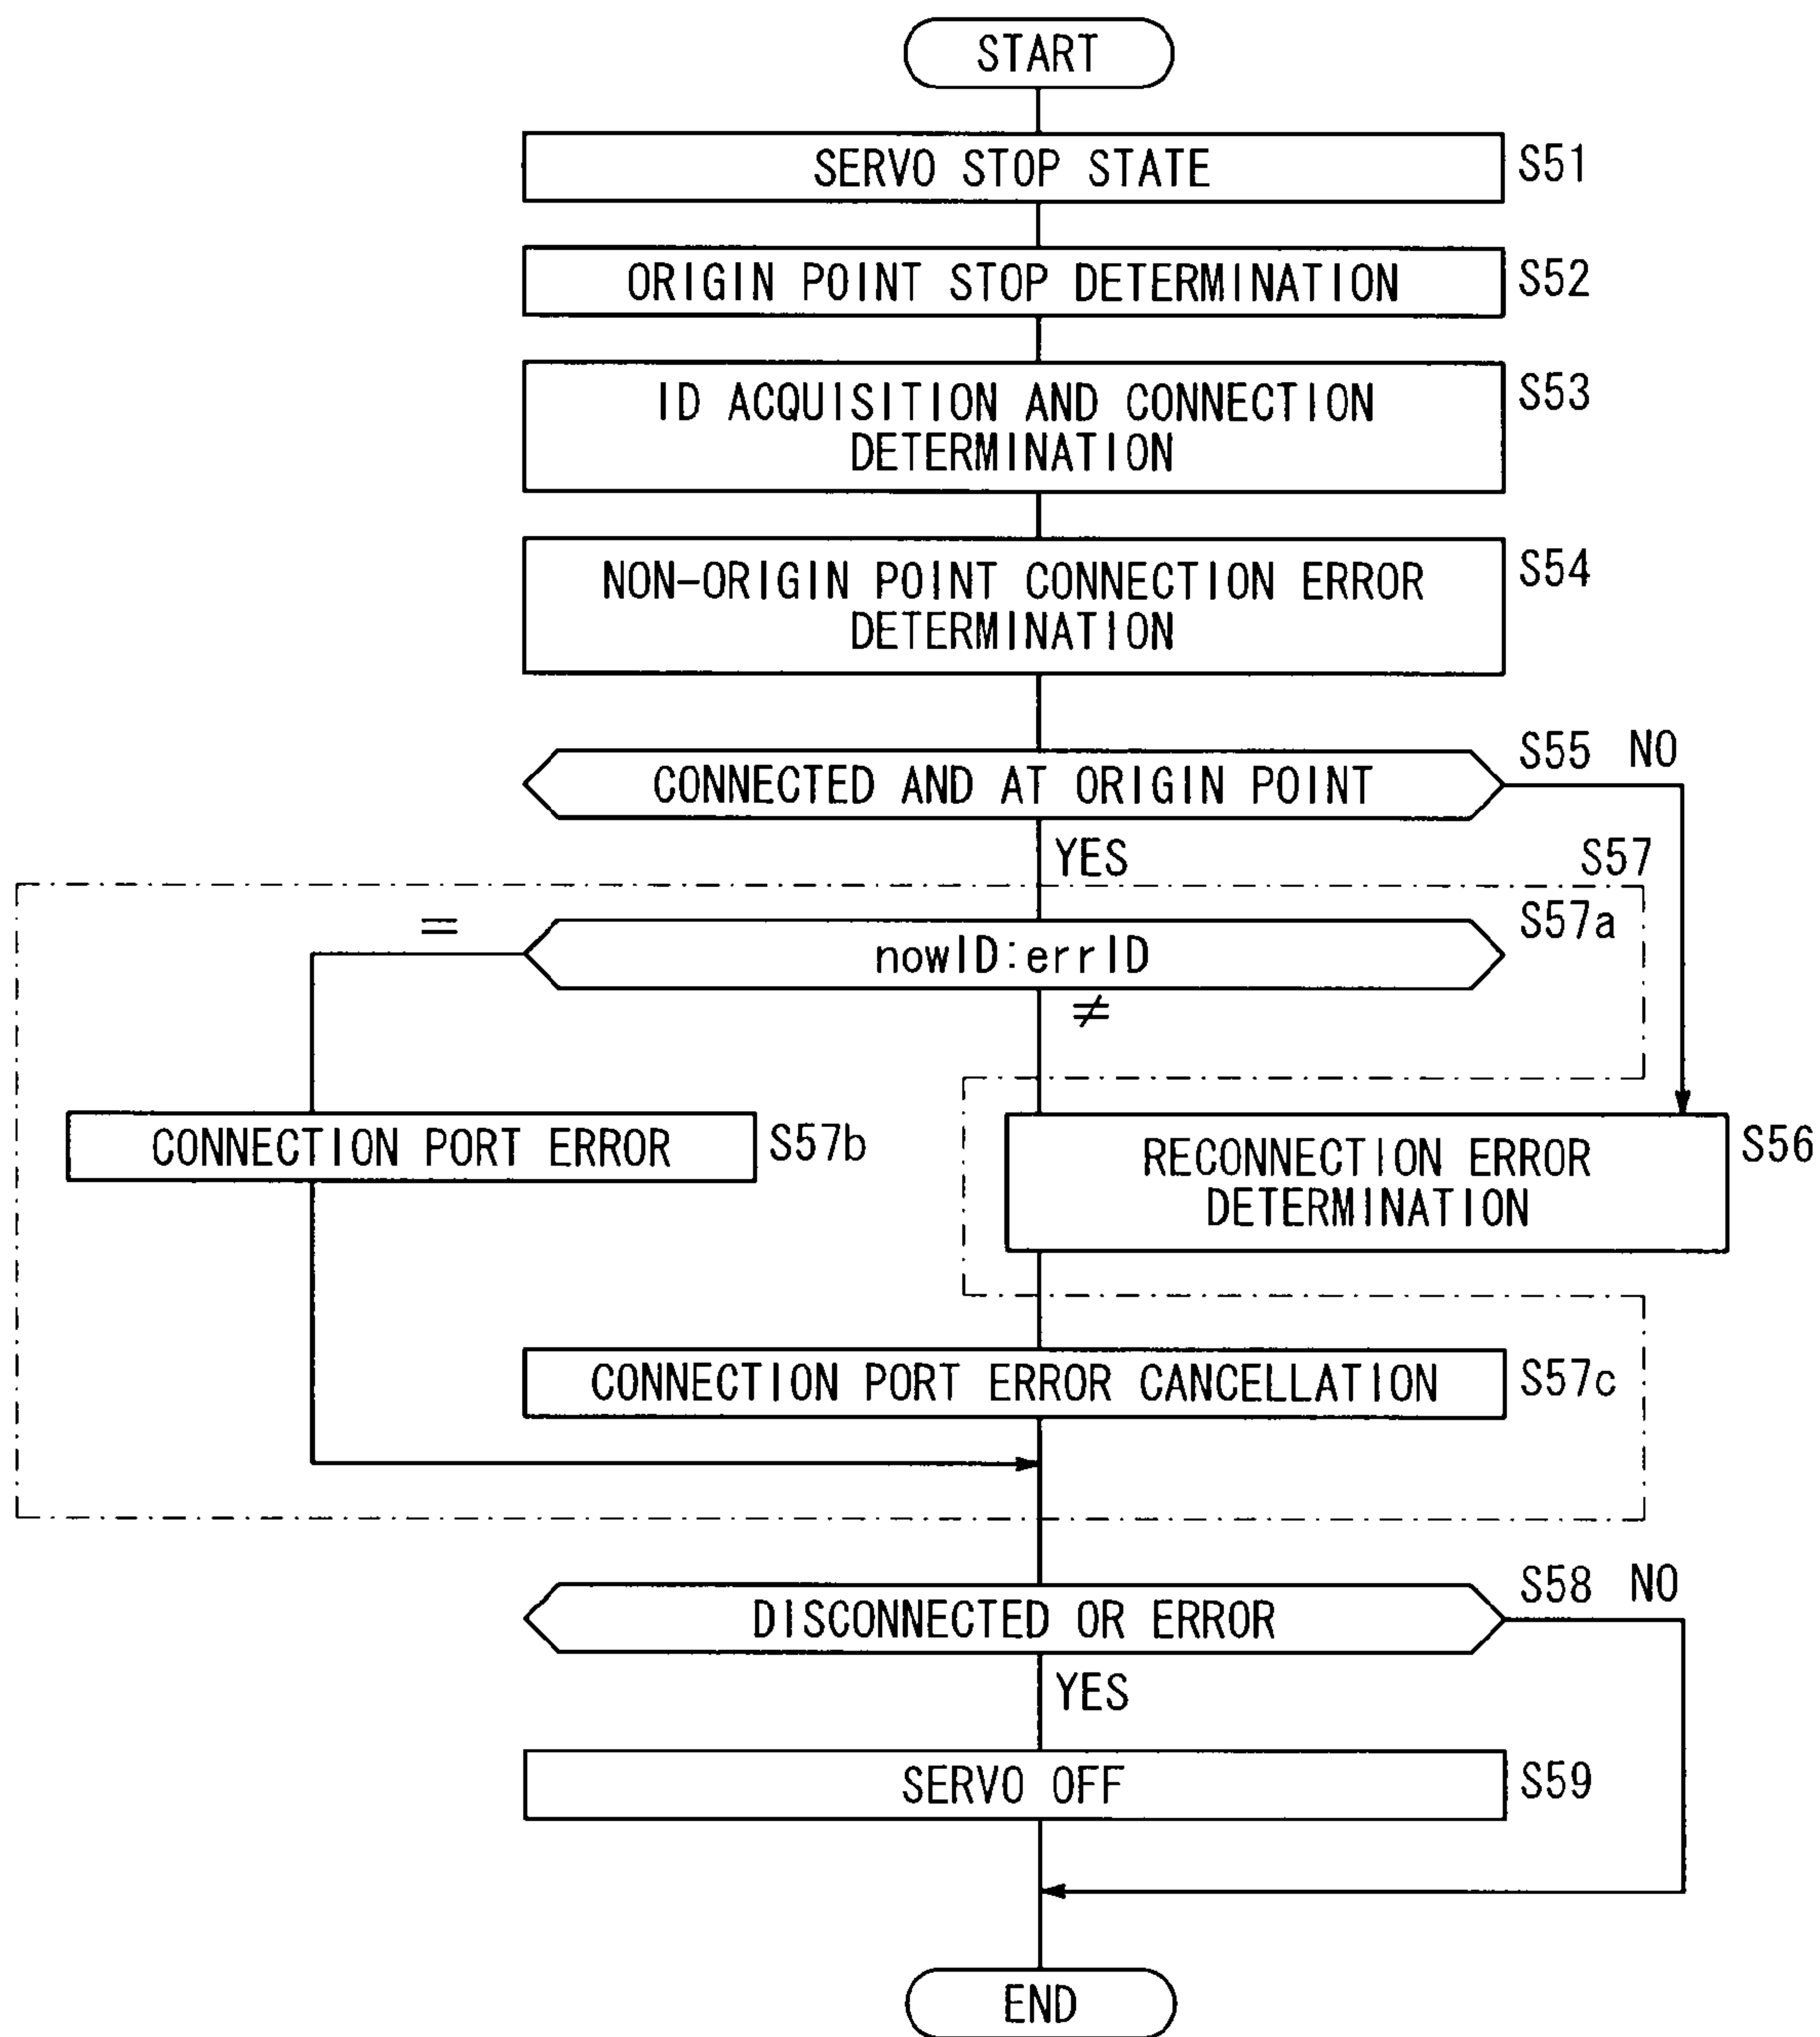 START
SERVO STOP STATE
S51
ORIGIN POINT STOP DETERMINATION
S52
ID ACQUISITION AND CONNECTION
DETERMINATION
S53
NON-ORIGIN POINT CONNECTION ERROR
DETERMINATION
S54
CONNECTED AND AT ORIGIN POINT
S55 NO
YES
S57
=
nowID:errID
S57a
≠
CONNECTION PORT ERROR
S57b
RECONNECTION ERROR
DETERMINATION
S56
CONNECTION PORT ERROR CANCELLATION
S57c
DISCONNECTED OR ERROR
S58 NO
YES
SERVO OFF
S59
END